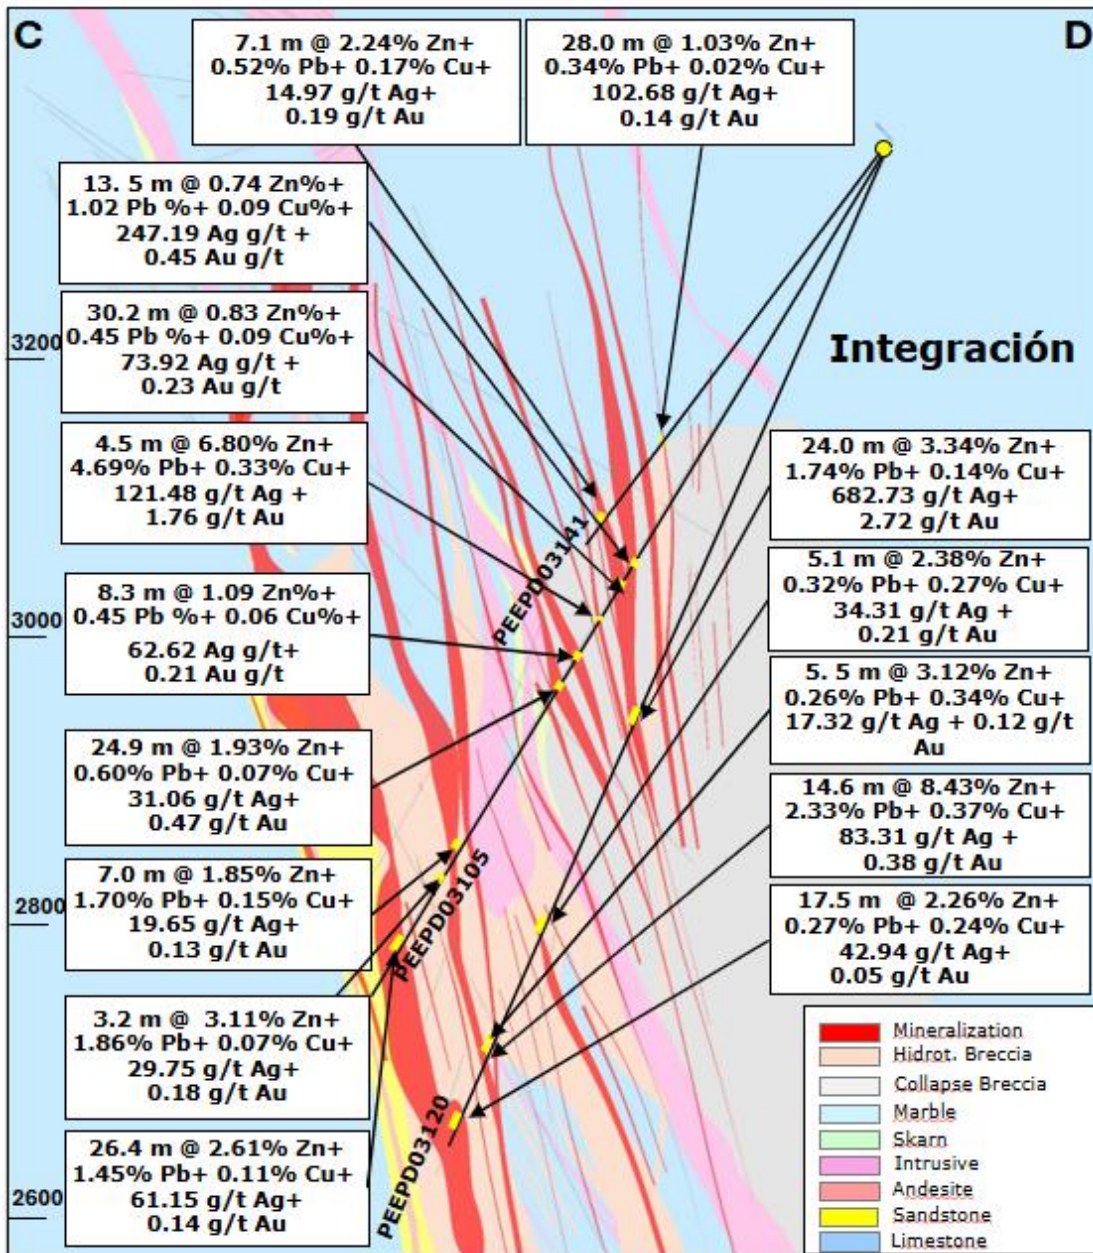 C
D
7.1 m @ 2.24% Zn+
0.52% Pb+ 0.17% Cu+
14.97 g/t Ag+
0.19 g/t Au
28.0 m @ 1.03% Zn+
0.34% Pb+ 0.02% Cu+
102.68 g/t Ag+
0.14 g/t Au
13. 5 m @ 0.74 Zn%+
1.02 Pb %+ 0.09 Cu%+
247.19 Ag g/t +
0.45 Au g/t
30.2 m @ 0.83 Zn%+
0.45 Pb %+ 0.09 Cu%+
73.92 Ag g/t +
0.23 Au g/t
3200
Integración
4.5 m @ 6.80% Zn+
4.69% Pb+ 0.33% Cu+
121.48 g/t Ag +
1.76 g/t Au
24.0 m @ 3.34% Zn+
1.74% Pb+ 0.14% Cu+
682.73 g/t Ag+
2.72 g/t Au
PEEPD03141
5.1 m @ 2.38% Zn+
0.32% Pb+ 0.27% Cu+
34.31 g/t Ag +
0.21 g/t Au
3000
8.3 m @ 1.09 Zn%+
0.45 Pb %+ 0.06 Cu%+
62.62 Ag g/t+
0.21 Au g/t
5. 5 m @ 3.12% Zn+
0.26% Pb+ 0.34% Cu+
17.32 g/t Ag + 0.12 g/t
Au
24.9 m @ 1.93% Zn+
0.60% Pb+ 0.07% Cu+
31.06 g/t Ag+
0.47 g/t Au
14.6 m @ 8.43% Zn+
2.33% Pb+ 0.37% Cu+
83.31 g/t Ag +
0.38 g/t Au
7.0 m @ 1.85% Zn+
1.70% Pb+ 0.15% Cu+
19.65 g/t Ag+
0.13 g/t Au
PEEPD03105
2800
17.5 m @ 2.26% Zn+
0.27% Pb+ 0.24% Cu+
42.94 g/t Ag+
0.05 g/t Au
3.2 m @ 3.11% Zn+
1.86% Pb+ 0.07% Cu+
29.75 g/t Ag+
0.18 g/t Au
PEEPD03120
26.4 m @ 2.61% Zn+
1.45% Pb+ 0.11% Cu+
61.15 g/t Ag+
0.14 g/t Au
2600
Mineralization
Hidrot. Breccia
Collapse Breccia
Marble
Skarn
Intrusive
Andesite
Sandstone
Limestone